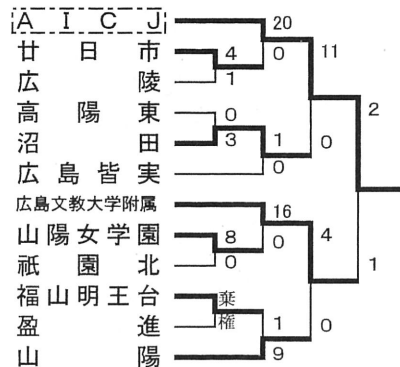 AICJ
20
廿日市
4
0
11
広陵
1
高陽東
0
2
沼田
3
1
0
広島皆実
0
広島文教大学附属
16
山陽女学園
8
0
4
祇園北
0
1
福山明王台
棄権
盈進
1
0
山陽
9